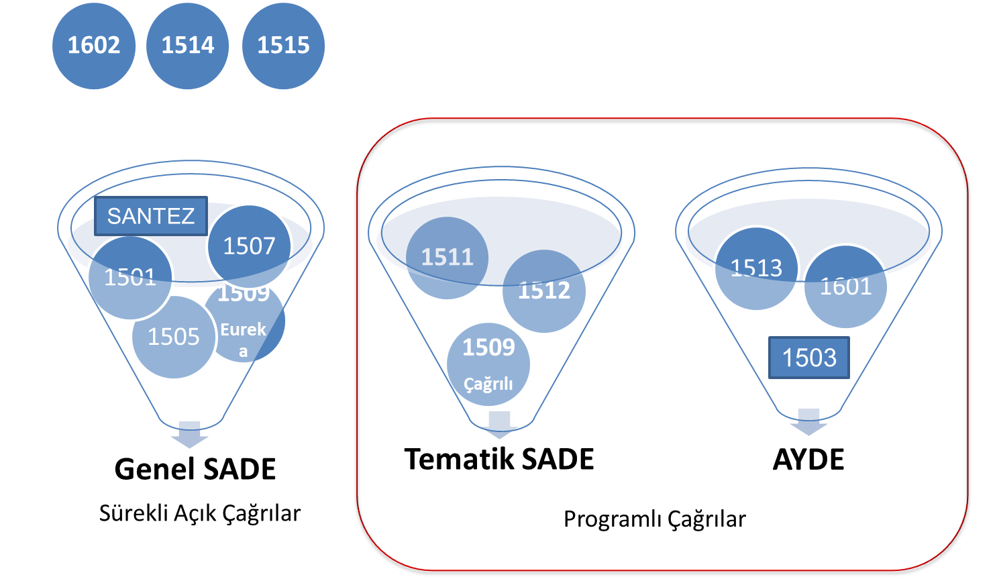 1602
1514
1515
SANTEZ
1507
1501
1509
Eurek
a
1505
Genel SADE
Sürekli Açık Çağrılar
1511
1512
1509
Çağrılı
Tematik SADE
1513
1601
1503
AYDE
Programlı Çağrılar